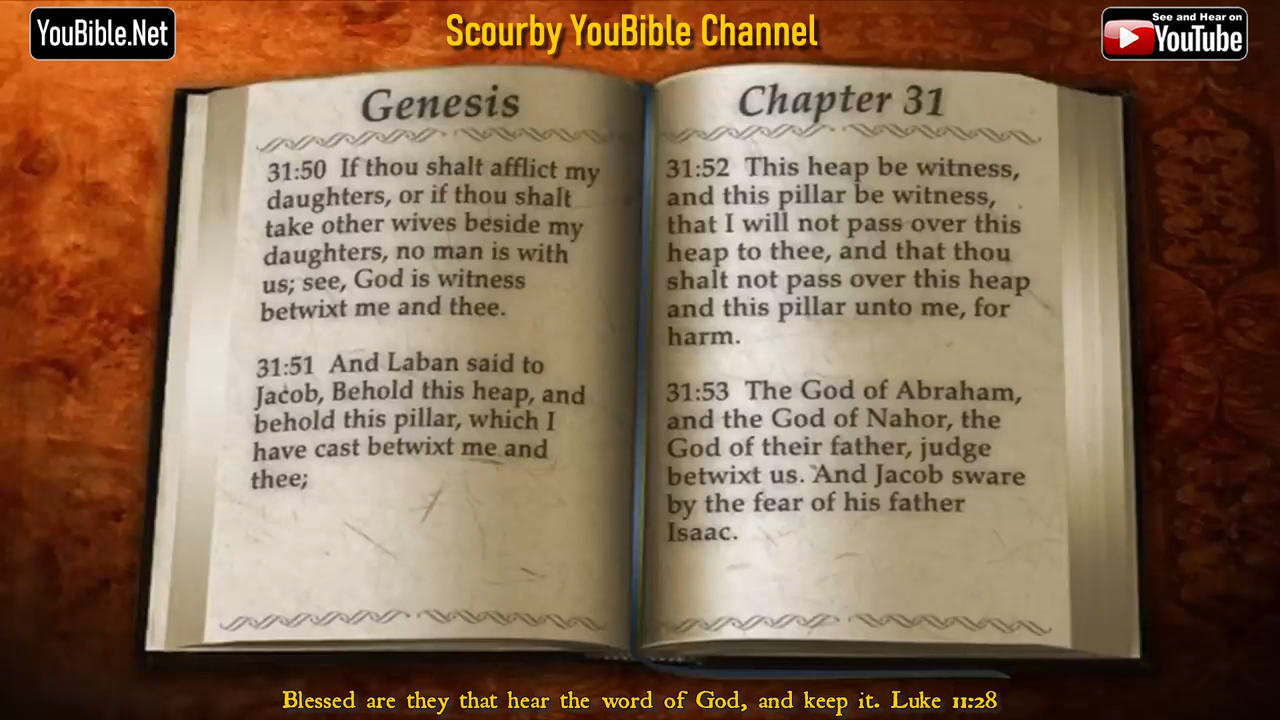 YouBible.Net
Scourby YouBible Channel
See and Hear on
YouTube
Genesis
31:50 If thou shalt afflict my
daughters, or if thou shalt
take other wives beside my
daughters, no man is with
us; see, God is witness
betwixt me and thee.
31:51 And Laban said to
Jacob, Behold this heap, and
behold this pillar, which I
have cast betwixt me and
thee;
Chapter 31
31:52 This heap be witness,
and this pillar be witness,
that I will not pass over this
heap to thee, and that thou
shalt not pass over this heap
and this pillar unto me, for
harm.
31:53 The God of Abraham,
and the God of Nahor, the
God of their father, judge
betwixt us. And Jacob sware
by the fear of his father
Isaac.
Blessed are they that hear the word of God, and keep it. Luke 11:28